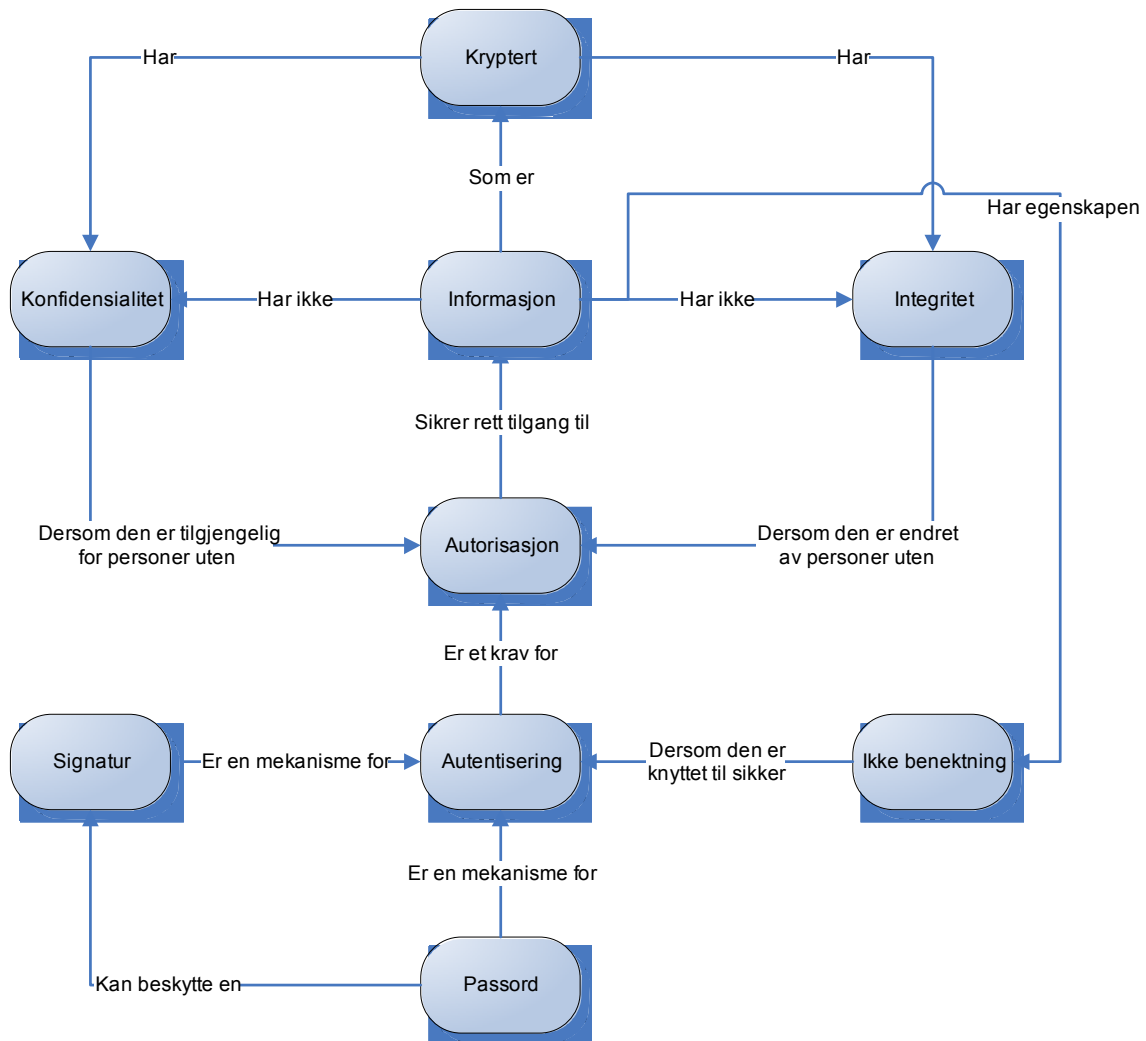 Kryptert
Har
Har
Som er
Har egenskapen
Konfidensialitet
Har ikke
Informasjon
Har ikke
Integritet
Sikrer rett tilgang til
Dersom den er tilgjengelig
for personer uten
Autorisasjon
Dersom den er endret
av personer uten
Er et krav for
Signatur
Er en mekanisme for
Autentisering
Dersom den er
knyttet til sikker
Ikke benektning
Er en mekanisme for
Kan beskytte en
Passord